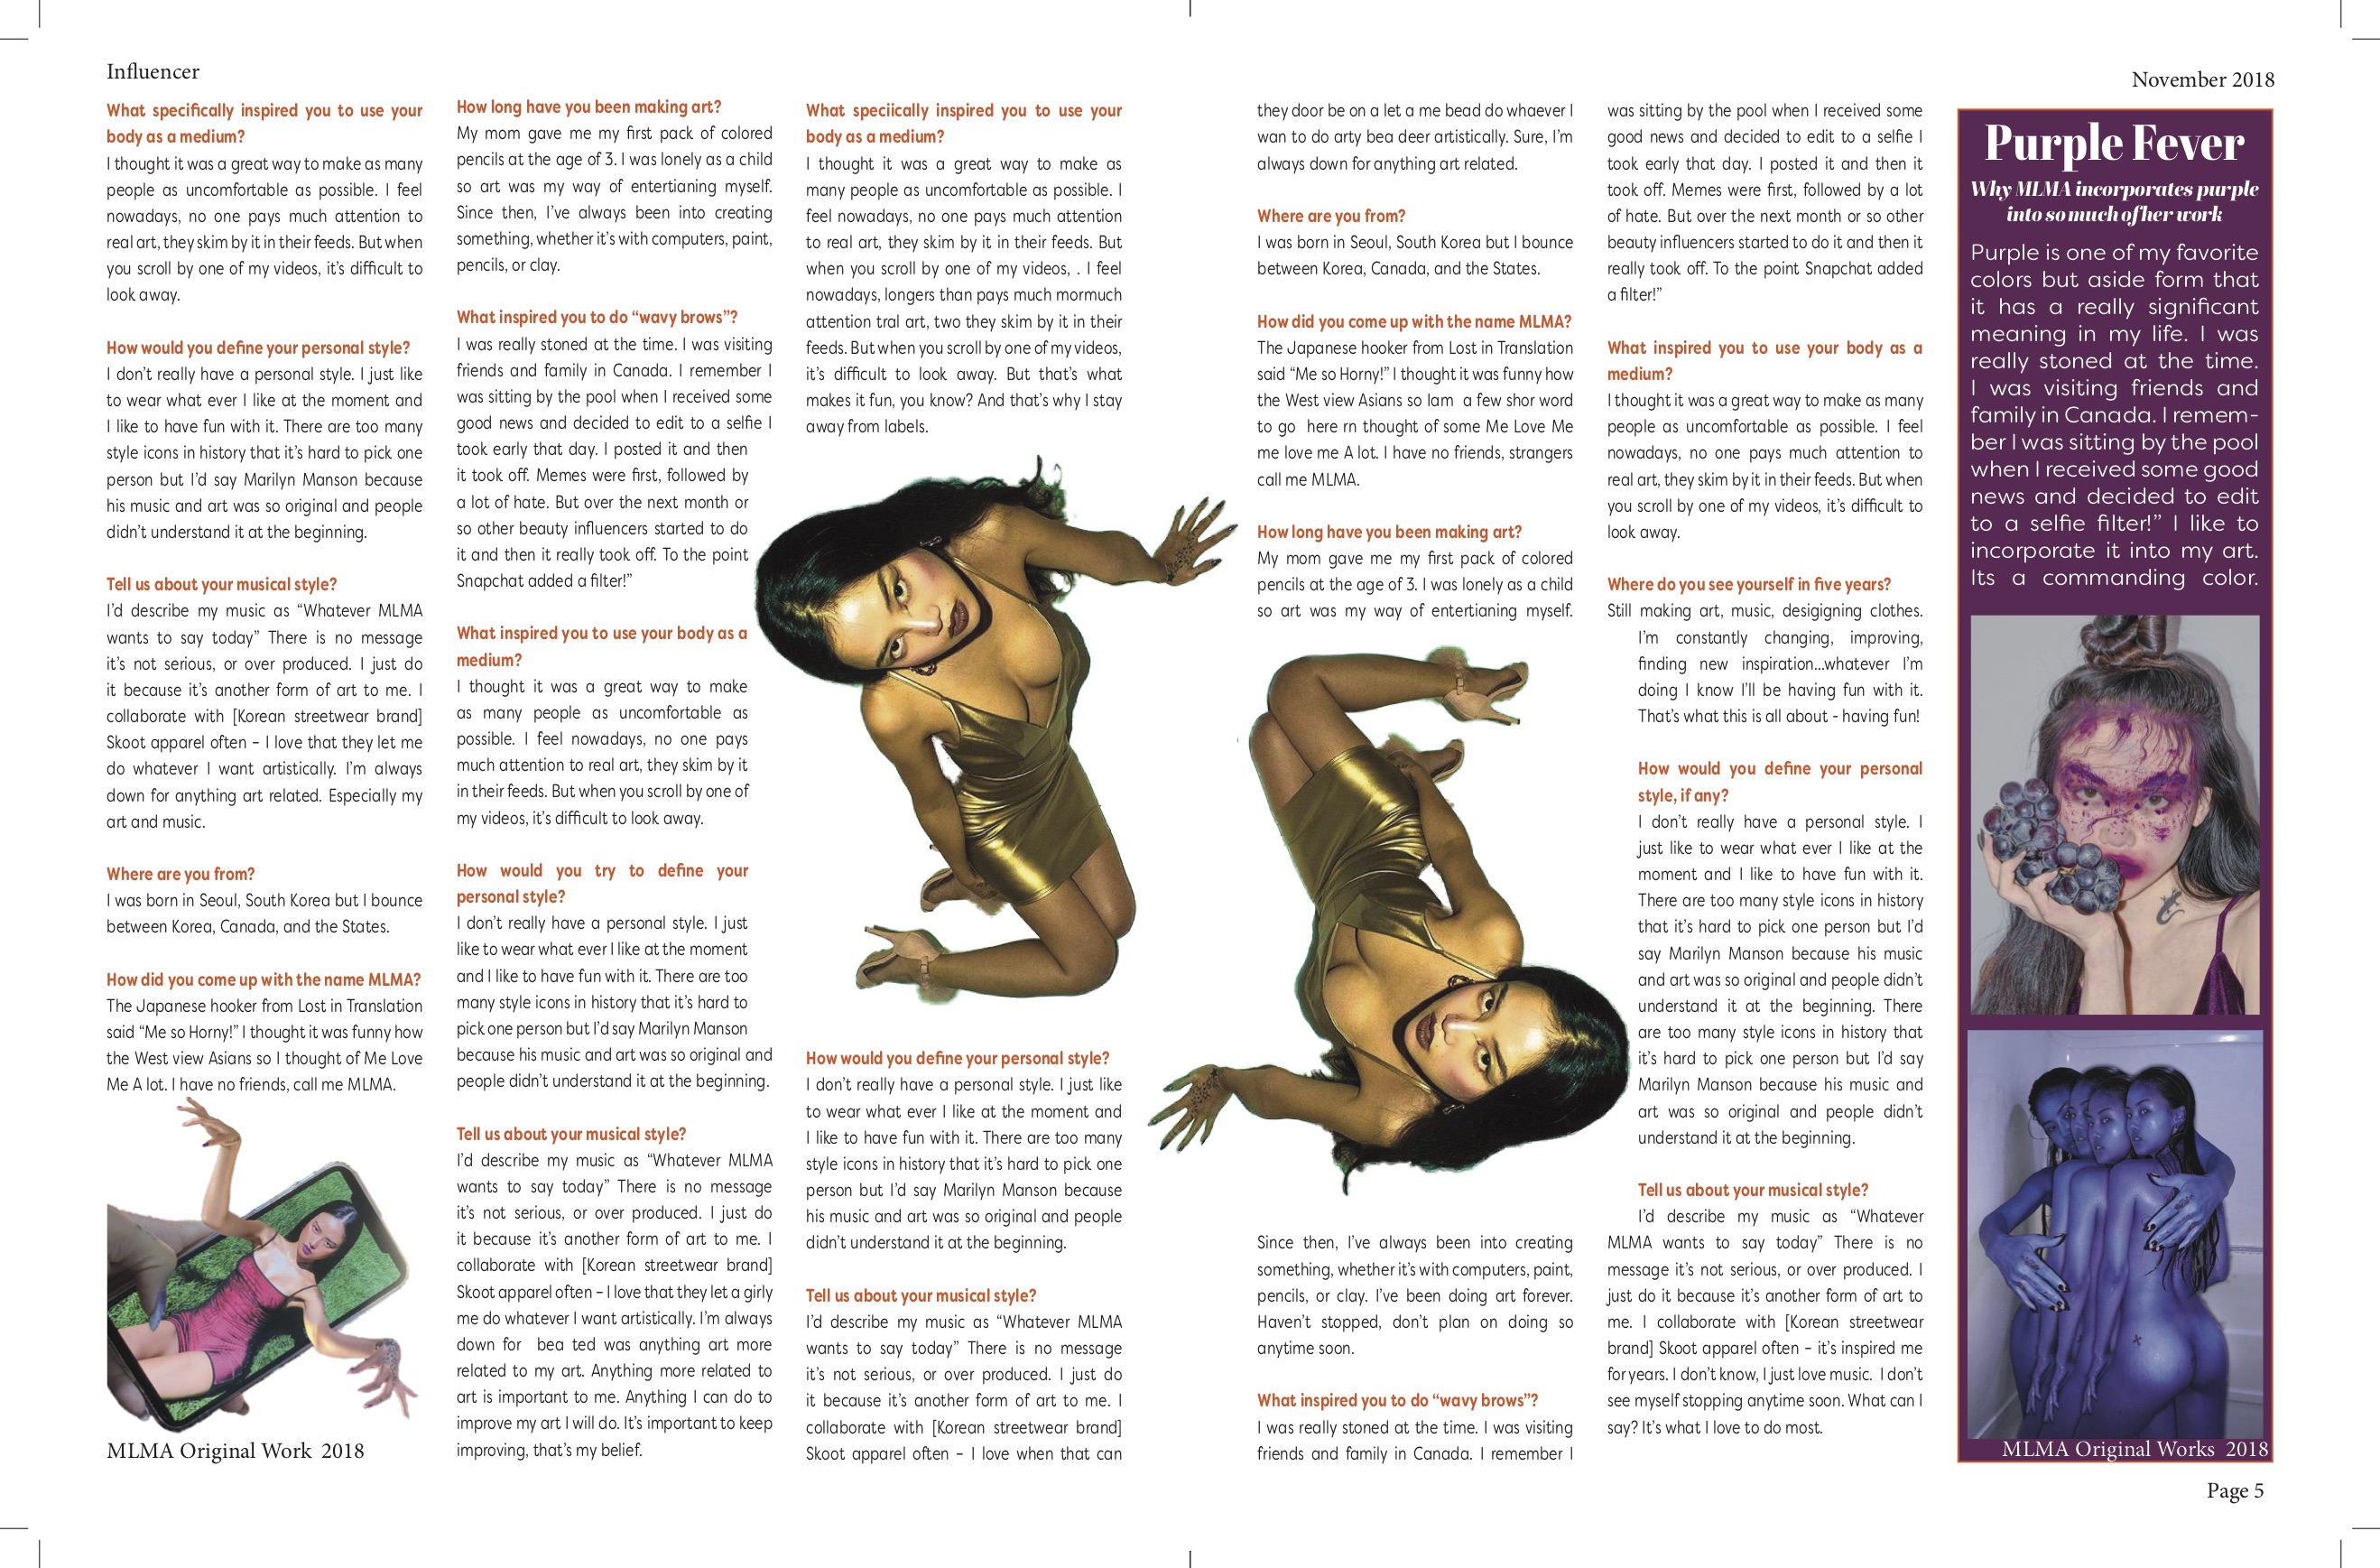 Influencer
What specifically inspired you to use your
body as a medium?
I thought it was a great way to make as many
people as uncomfortable as possible. I feel
nowadays, no one pays much attention to
real art, they skim by it in their feeds. But when
you scroll by one of my videos, it's difficult to
look away.
How would you define your personal style?
I don't really have a personal style. I just like
to wear what ever I like at the moment and
I like to have fun with it. There are too many
style icons in history that it's hard to pick one
person but I'd say Marilyn Manson because
his music and art was so original and people
didn't understand it at the beginning.
Tell us about your musical style?
I'd describe my music as “Whatever MLMA
wants to say today” There is no message
it's not serious, or over produced. I just do
it because it's another form of art to me. I
collaborate with [Korean streetwear brand]
Skoot apparel often – I love that they let me
do whatever I want artistically. I'm always
down for anything art related. Especially my
art and music.
Where are you from?
I was born in Seoul, South Korea but I bounce
between Korea, Canada, and the States.
How did you come up with the name MLMA?
The Japanese hooker from Lost in Translation
said “Me so Horny!” I thought it was funny how
the West view Asians so I thought of Me Love
Me A lot. I have no friends, call me MLMA.
MLMA Original Work 2018
How long have you been making art?
My mom gave me my first pack of colored
pencils at the age of 3. I was lonely as a child
so art was my way of entertianing myself.
Since then, I've always been into creating
something, whether it's with computers, paint,
pencils, or clay.
What inspired you to do “wavy brows”?
I was really stoned at the time. I was visiting
friends and family in Canada. I remember I
was sitting by the pool when I received some
good news and decided to edit to a selfie I
took early that day. I posted it and then
it took off. Memes were first, followed by
a lot of hate. But over the next month or
so other beauty influencers started to do
it and then it really took off. To the point
Snapchat added a filter!”
What inspired you to use your body as a
medium?
I thought it was a great way to make
as many people as uncomfortable as
possible. I feel nowadays, no one pays
much attention to real art, they skim by it
in their feeds. But when you scroll by one of
my videos, it's difficult to look away.
How would you try to define your
personal style?
I don't really have a personal style. I just
like to wear what ever I like at the moment
and I like to have fun with it. There are too
many style icons in history that it's hard to
pick one person but I'd say Marilyn Manson
because his music and art was so original and
people didn't understand it at the beginning.
Tell us about your musical style?
I'd describe my music as “Whatever MLMA
wants to say today” There is no message
it's not serious, or over produced. I just do
it because it's another form of art to me. I
collaborate with [Korean streetwear brand]
Skoot apparel often – I love that they let a girly
me do whatever I want artistically. I'm always
down for bea ted was anything art more
related to my art. Anything more related to
art is important to me. Anything I can do to
improve my art I will do. It's important to keep
improving, that's my belief.
What speciically inspired you to use your
body as a medium?
I thought it was a great way to make as
many people as uncomfortable as possible. I
feel nowadays, no one pays much attention
to real art, they skim by it in their feeds. But
when you scroll by one of my videos, . I feel
nowadays, longers than pays much mormuch
attention tral art, two they skim by it in their
feeds. But when you scroll by one of my videos,
it's difficult to look away. But that's what
makes it fun, you know? And that's why I stay
away from labels.
How would you define your personal style?
I don't really have a personal style. I just like
to wear what ever I like at the moment and
I like to have fun with it. There are too many
style icons in history that it's hard to pick one
person but I'd say Marilyn Manson because
his music and art was so original and people
didn't understand it at the beginning.
Tell us about your musical style?
I'd describe my music as “Whatever MLMA
wants to say today” There is no message
it's not serious, or over produced. I just do
it because it's another form of art to me. I
collaborate with [Korean streetwear brand]
Skoot apparel often – I love when that can
they door be on a let a me bead do whaever I
wan to do arty bea deer artistically. Sure, I'm
always down for anything art related.
Where are you from?
I was born in Seoul, South Korea but I bounce
between Korea, Canada, and the States.
How did you come up with the name MLMA?
The Japanese hooker from Lost in Translation
said “Me so Horny!” I thought it was funny how
the West view Asians so Iam a few shor word
to go here rn thought of some Me Love Me
me love me A lot. I have no friends, strangers
call me MLMA.
How long have you been making art?
My mom gave me my first pack of colored
pencils at the age of 3. I was lonely as a child
so art was my way of entertianing myself.
Since then, I've always been into creating
something, whether it's with computers, paint,
pencils, or clay. I've been doing art forever.
Haven't stopped, don't plan on doing so
anytime soon.
What inspired you to do “wavy brows”?
I was really stoned at the time. I was visiting
friends and family in Canada. I remember I
was sitting by the pool when I received some
good news and decided to edit to a selfie I
took early that day. I posted it and then it
took off. Memes were first, followed by a lot
of hate. But over the next month or so other
beauty influencers started to do it and then it
really took off. To the point Snapchat added
a filter!”
What inspired you to use your body as a
medium?
I thought it was a great way to make as many
people as uncomfortable as possible. I feel
nowadays, no one pays much attention to
real art, they skim by it in their feeds. But when
you scroll by one of my videos, it's difficult to
look away.
Where do you see yourself in five years?
Still making art, music, desigigning clothes.
I'm constantly changing, improving,
finding new inspiration...whatever I'm
doing I know I'll be having fun with it.
That's what this is all about - having fun!
How would you define your personal
style, if any?
I don't really have a personal style. I
just like to wear what ever I like at the
moment and I like to have fun with it.
There are too many style icons in history
that it's hard to pick one person but I'd
say Marilyn Manson because his music
and art was so original and people didn't
understand it at the beginning. There
are too many style icons in history that
it's hard to pick one person but I'd say
Marilyn Manson because his music and
art was so original and people didn't
understand it at the beginning.
Tell us about your musical style?
I'd describe my music as “Whatever
MLMA wants to say today” There is no
message it's not serious, or over produced. I
just do it because it's another form of art to
me. I collaborate with [Korean streetwear
brand] Skoot apparel often – it's inspired me
for years. I don't know, I just love music. I don't
see myself stopping anytime soon. What can I
say? It's what I love to do most.
November 2018
Purple Fever
Why MLMA incorporates purple
into so much of her work
Purple is one of my favorite
colors but aside form that
it has a really significant
meaning in my life. I was
really stoned at the time.
I was visiting friends and
family in Canada. I remem-
ber I was sitting by the pool
when I received some good
news and decided to edit
to a selfie filter!” I like to
incorporate it into my art.
Its a commanding color.
MLMA Original Works 2018
Page 5